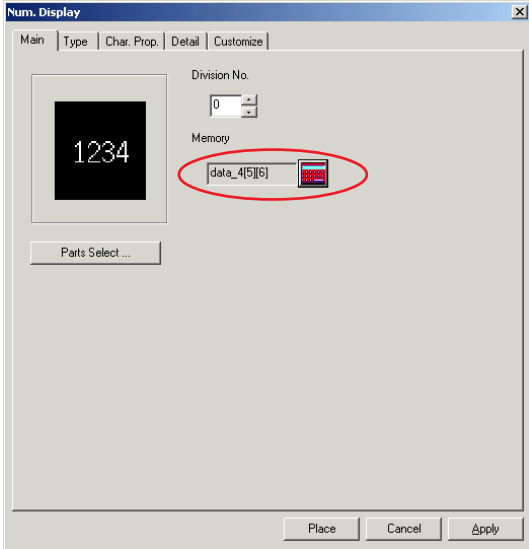 Num. Display
Main Type Char. Prop. Detail Customize
Division No.
0
Memory
1234
data_4[5][6]
Parts Select ...
Place Cancel Apply